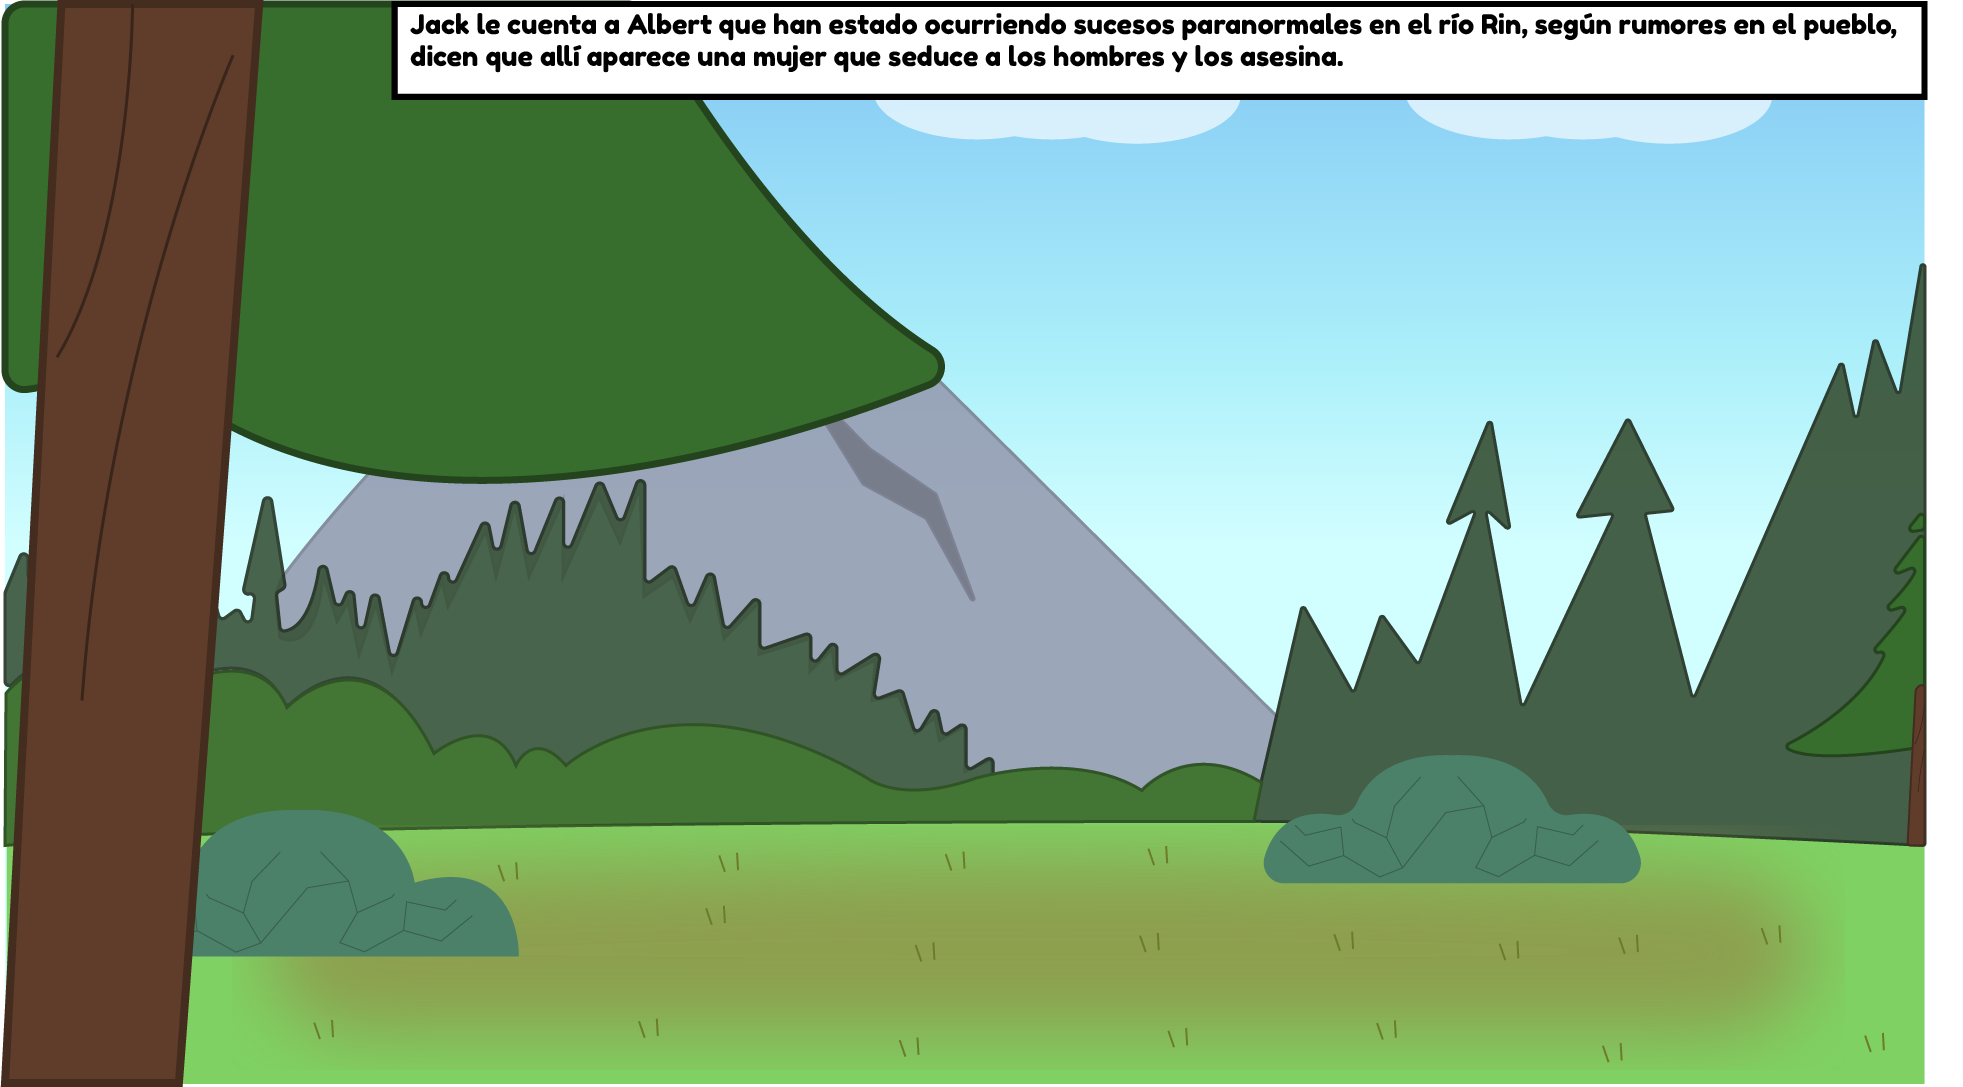 Jack le cuenta a Albert que han estado ocurriendo sucesos paranormales en el río Rin, según rumores en el pueblo,
dicen que allí aparece una mujer que seduce a los hombres y los asesina.